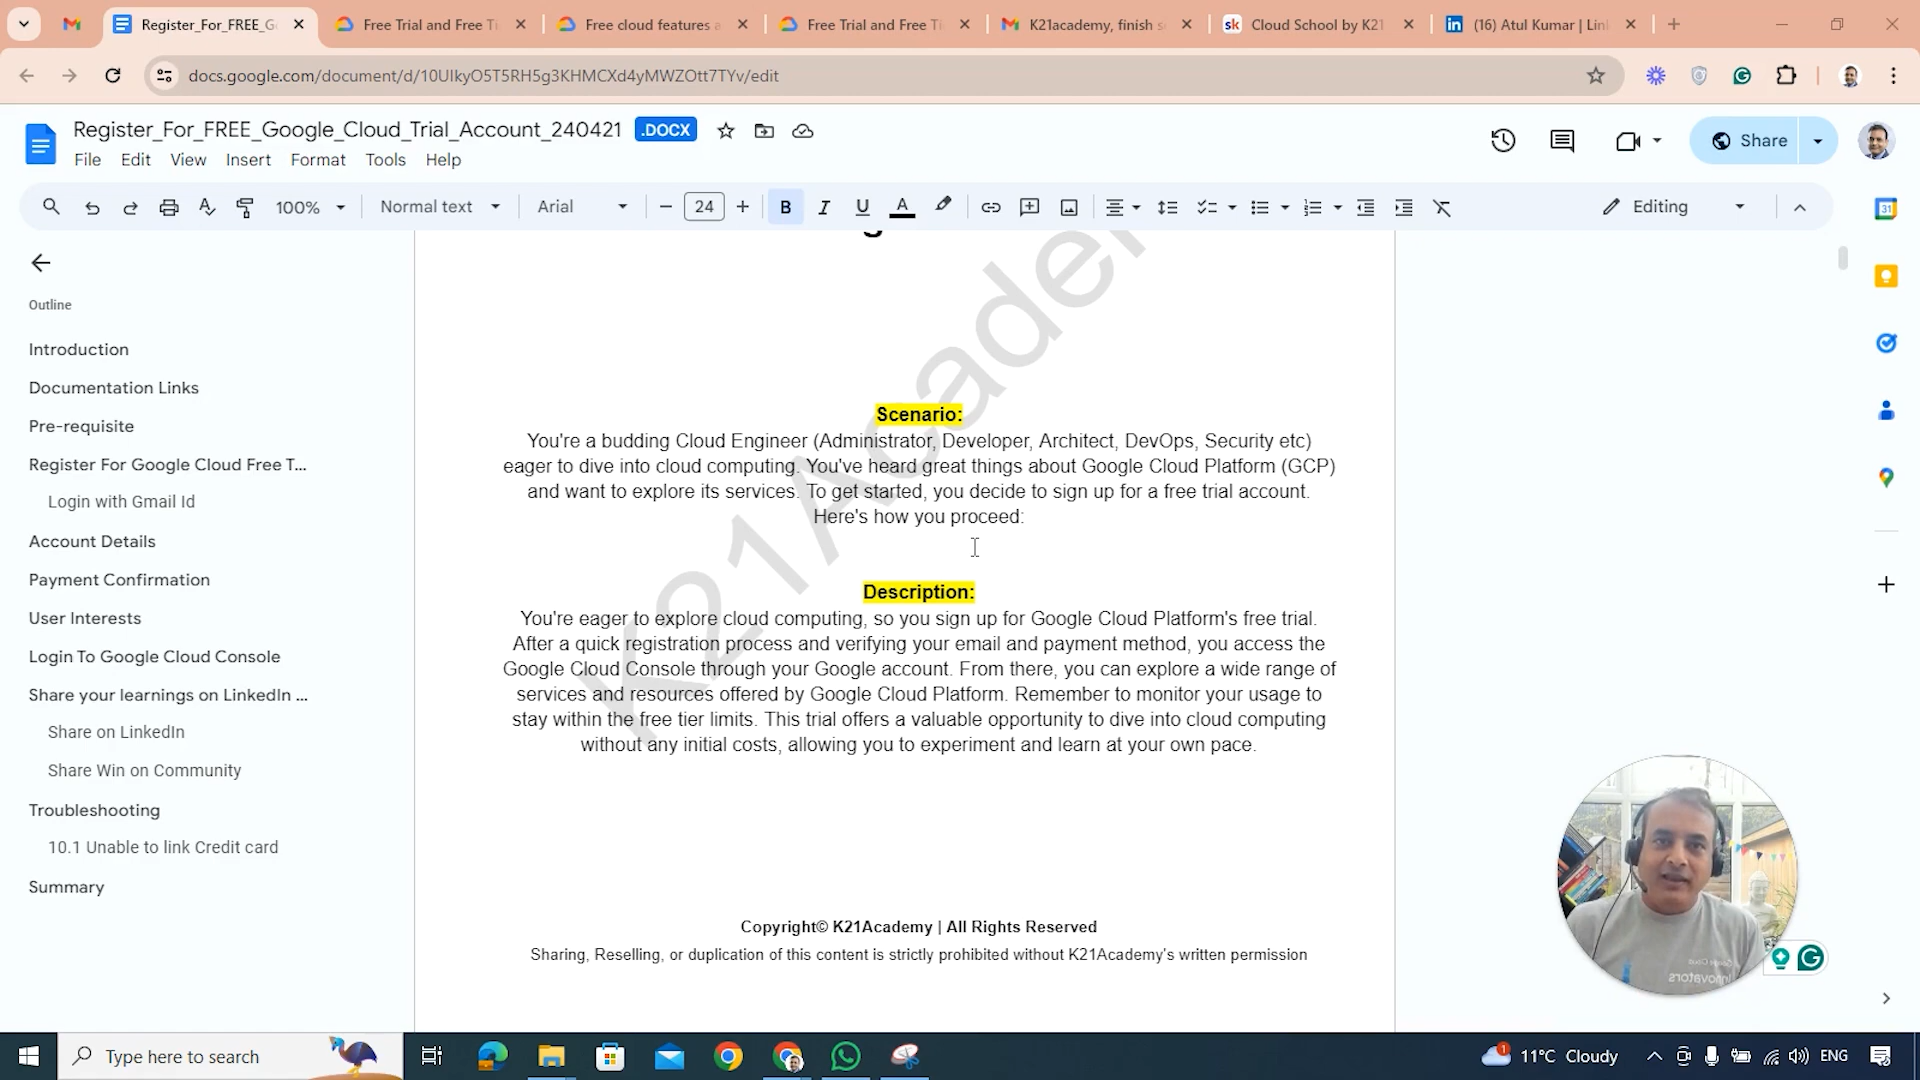 Register_For_FREE_G
Free Trial and Free Ti
Free cloud features a
Free Trial and Free Ti
K21academy, finish s
Cloud School by K21
(16) Atul Kumar | Lin
docs.google.com/document/d/10UIkyO5T5RH5g3KHMCXd4yMWZOtt7TYv/edit
Register_For_FREE_Google_Cloud_Trial_Account_240421 .DOCX
File Edit View Insert Format Tools Help
Share
100% Normal text Arial 24 B I U A Editing
Outline
Introduction
Documentation Links
Pre-requisite
Register For Google Cloud Free T...
Login with Gmail Id
Account Details
Payment Confirmation
User Interests
Login To Google Cloud Console
Share your learnings on LinkedIn ...
Share on LinkedIn
Share Win on Community
Troubleshooting
10.1 Unable to link Credit card
Summary
K21Academ
Scenario:
You're a budding Cloud Engineer (Administrator, Developer, Architect, DevOps, Security etc)
eager to dive into cloud computing. You've heard great things about Google Cloud Platform (GCP)
and want to explore its services. To get started, you decide to sign up for a free trial account.
Here's how you proceed:
Description:
You're eager to explore cloud computing, so you sign up for Google Cloud Platform's free trial.
After a quick registration process and verifying your email and payment method, you access the
Google Cloud Console through your Google account. From there, you can explore a wide range of
services and resources offered by Google Cloud Platform. Remember to monitor your usage to
stay within the free tier limits. This trial offers a valuable opportunity to dive into cloud computing
without any initial costs, allowing you to experiment and learn at your own pace.
Copyright© K21Academy | All Rights Reserved
Sharing, Reselling, or duplication of this content is strictly prohibited without K21Academy's written permission
31
Google Cloud
Innovators
Type here to search
1
11°C Cloudy
ENG